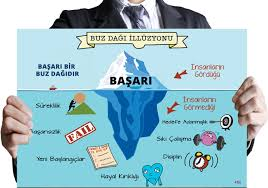 BUZ DAĞI İLLÜZYONU
BAŞARI BİR
BUZ DAĞIDIR
İnsanların
Gördüğü
BAŞARI
İnsanların
Görmediği
Süreklilik
Hedefe Adanmışlık
FAIL
Başarısızlık
Sıkı Çalışma
Yeni Başlangıçlar
Disiplin
Hayal Kırıklığı